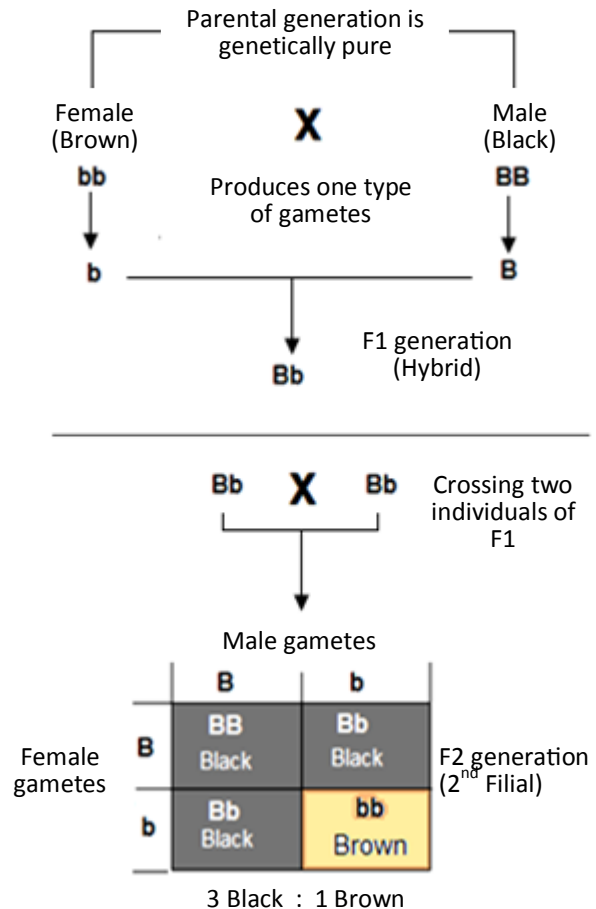 Parental generation is
genetically pure
Female
(Brown)
X
Male
(Black)
bb
BB
Produces one type
of gametes
b
B
F1 generation
(Hybrid)
Bb
Bb X Bb
Crossing two
individuals of
F1
Male gametes
B b
Female
gametes
B
BB
Black
Bb
Black
F2 generation
(2nd Filial)
b
Bb
Black
bb
Brown
3 Black : 1 Brown